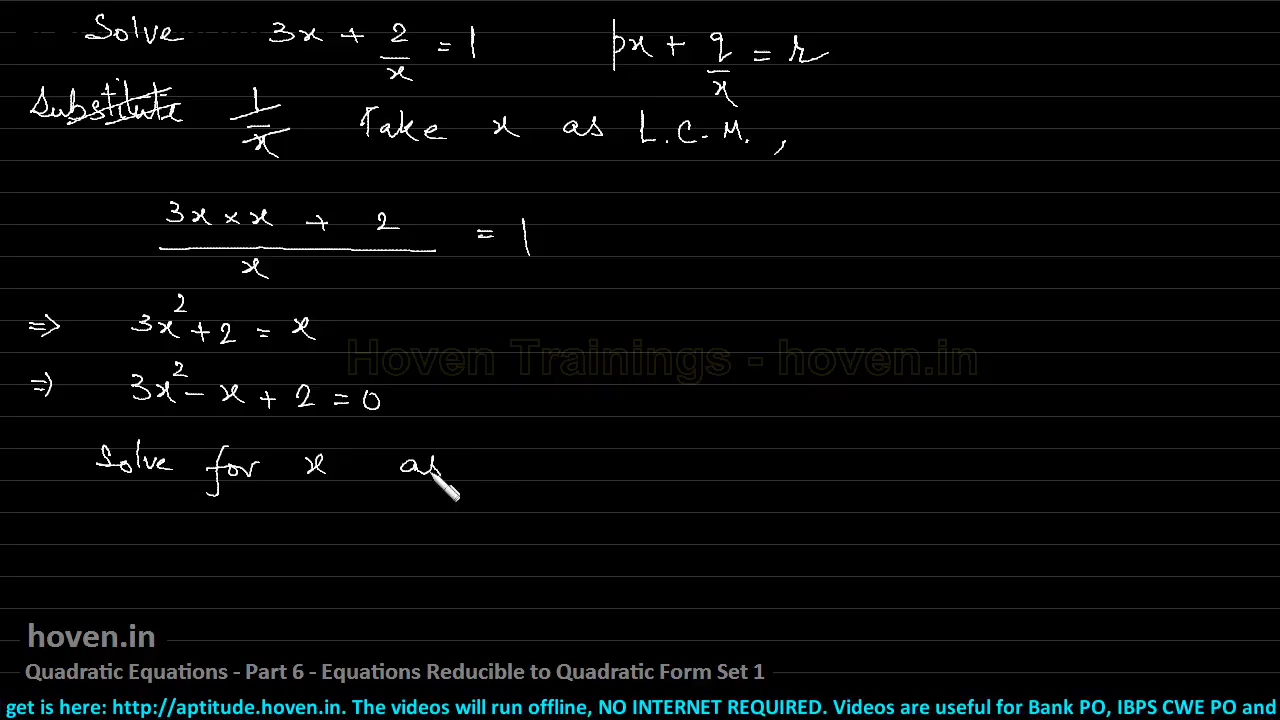 Solve 3x + 2/x = 1 px + q/x = r
Substitute 1/x Take x as L.C.M.,
3x × x + 2 / x = 1
⇒ 3x² + 2 = x
Hoven Trainings - hoven.in
⇒ 3x² - x + 2 = 0
Solve for x as
hoven.in
Quadratic Equations - Part 6 - Equations Reducible to Quadratic Form Set 1
get is here: http://aptitude.hoven.in. The videos will run offline, NO INTERNET REQUIRED. Videos are useful for Bank PO, IBPS CWE PO and